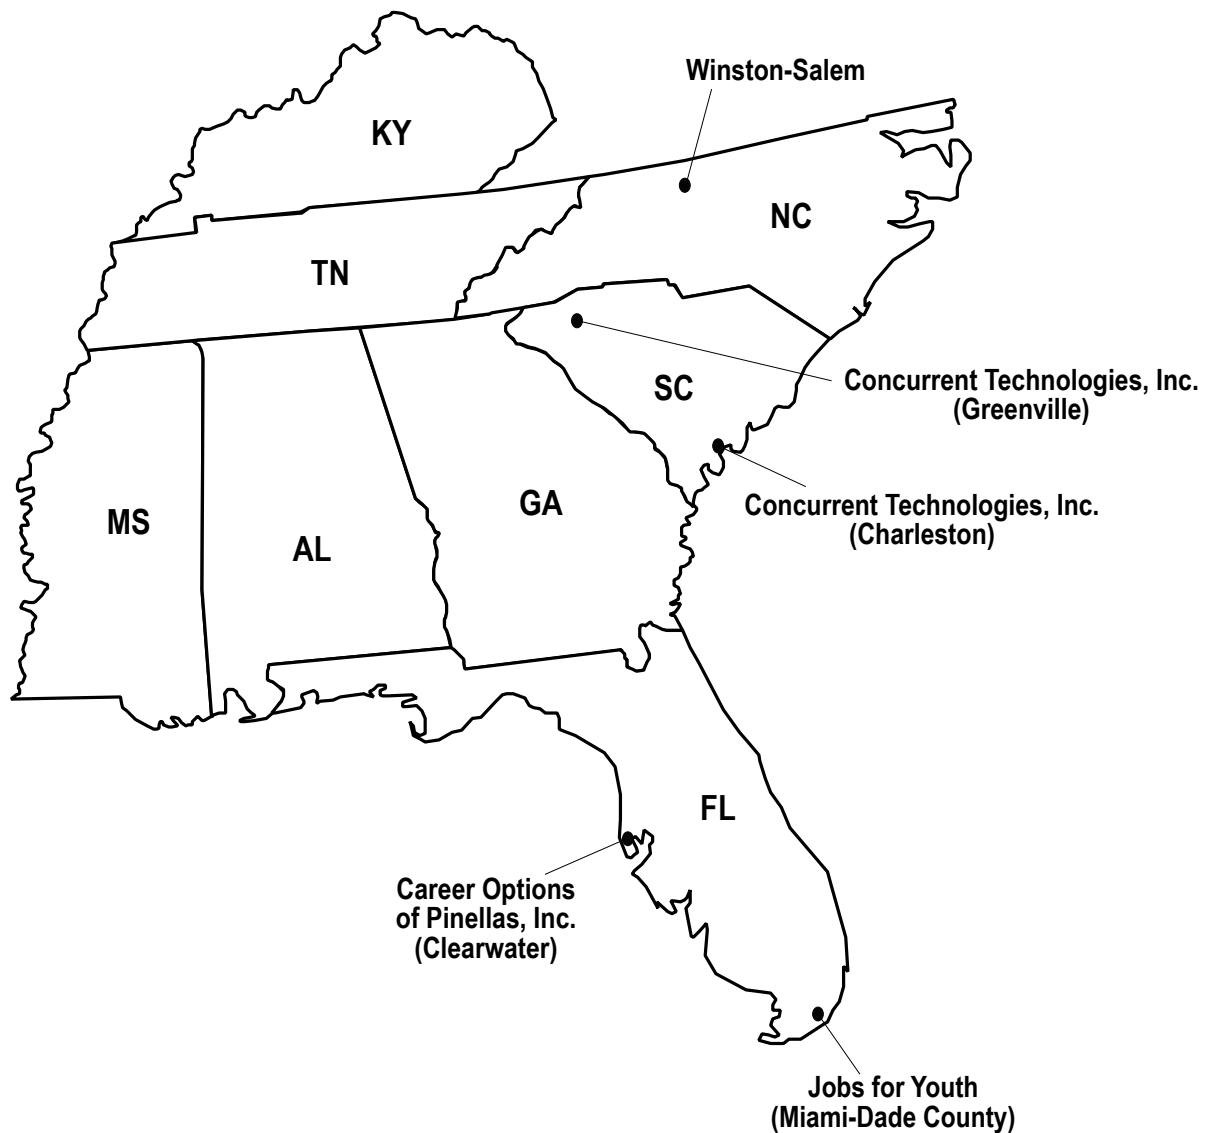 Winston-Salem
KY
NC
TN
Concurrent Technologies, Inc.
(Greenville)
SC
GA
Concurrent Technologies, Inc.
(Charleston)
MS
AL
FL
Career Options
of Pinellas, Inc.
(Clearwater)
Jobs for Youth
(Miami-Dade County)